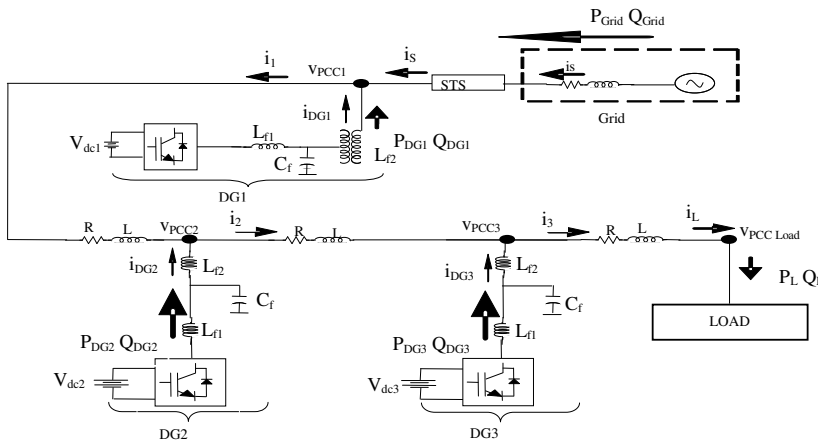 P_Grid Q_Grid
i_1
v_PCC1
i_S
STS
i_S
Grid
i_DG1
P_DG1 Q_DG1
V_dc1
L_f1
C_f
L_f2
DG1
R
L
v_PCC2
i_2
R
L
v_PCC3
i_3
R
L
i_L
v_PCC Load
i_DG2
L_f2
C_f
i_DG3
L_f2
C_f
P_L Q_L
L_f1
L_f1
LOAD
P_DG2 Q_DG2
P_DG3 Q_DG3
V_dc2
V_dc3
DG2
DG3